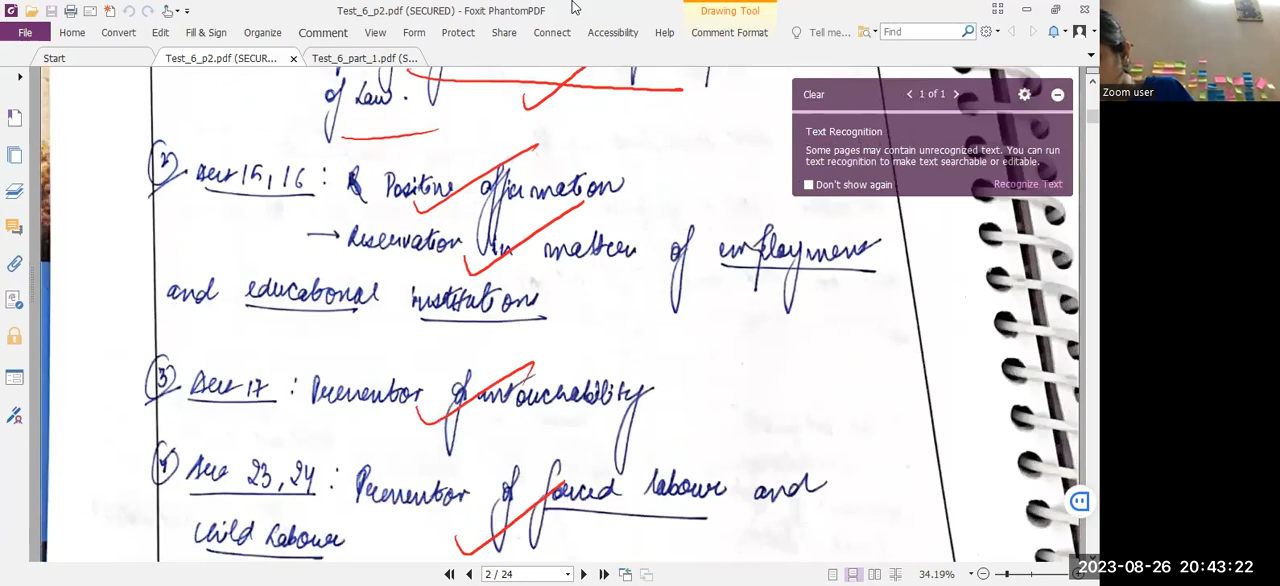 Test_6_p2.pdf (SECURED) - Foxit PhantomPDF
Drawing Tool
File Home Convert Edit Fill & Sign Organize Comment View Form Protect Share Connect Accessibility Help Comment Format Tell me... Find
Start Test_6_p2.pdf (SECUR... Test_6_part_1.pdf (S...
of Law.
② Art 15, 16 : Positive affirmation
→ Reservation in matter of employment
and educational institutions
③ Art 17 : Prevention of untouchability
④ Art 23, 24 : Prevention of forced labour and
child labour
Clear 1 of 1
Text Recognition
Some pages may contain unrecognized text. You can run
text recognition to make text searchable or editable.
Don't show again Recognize Text
Zoom user
2 / 24
34.19%
2023-08-26 20:43:22